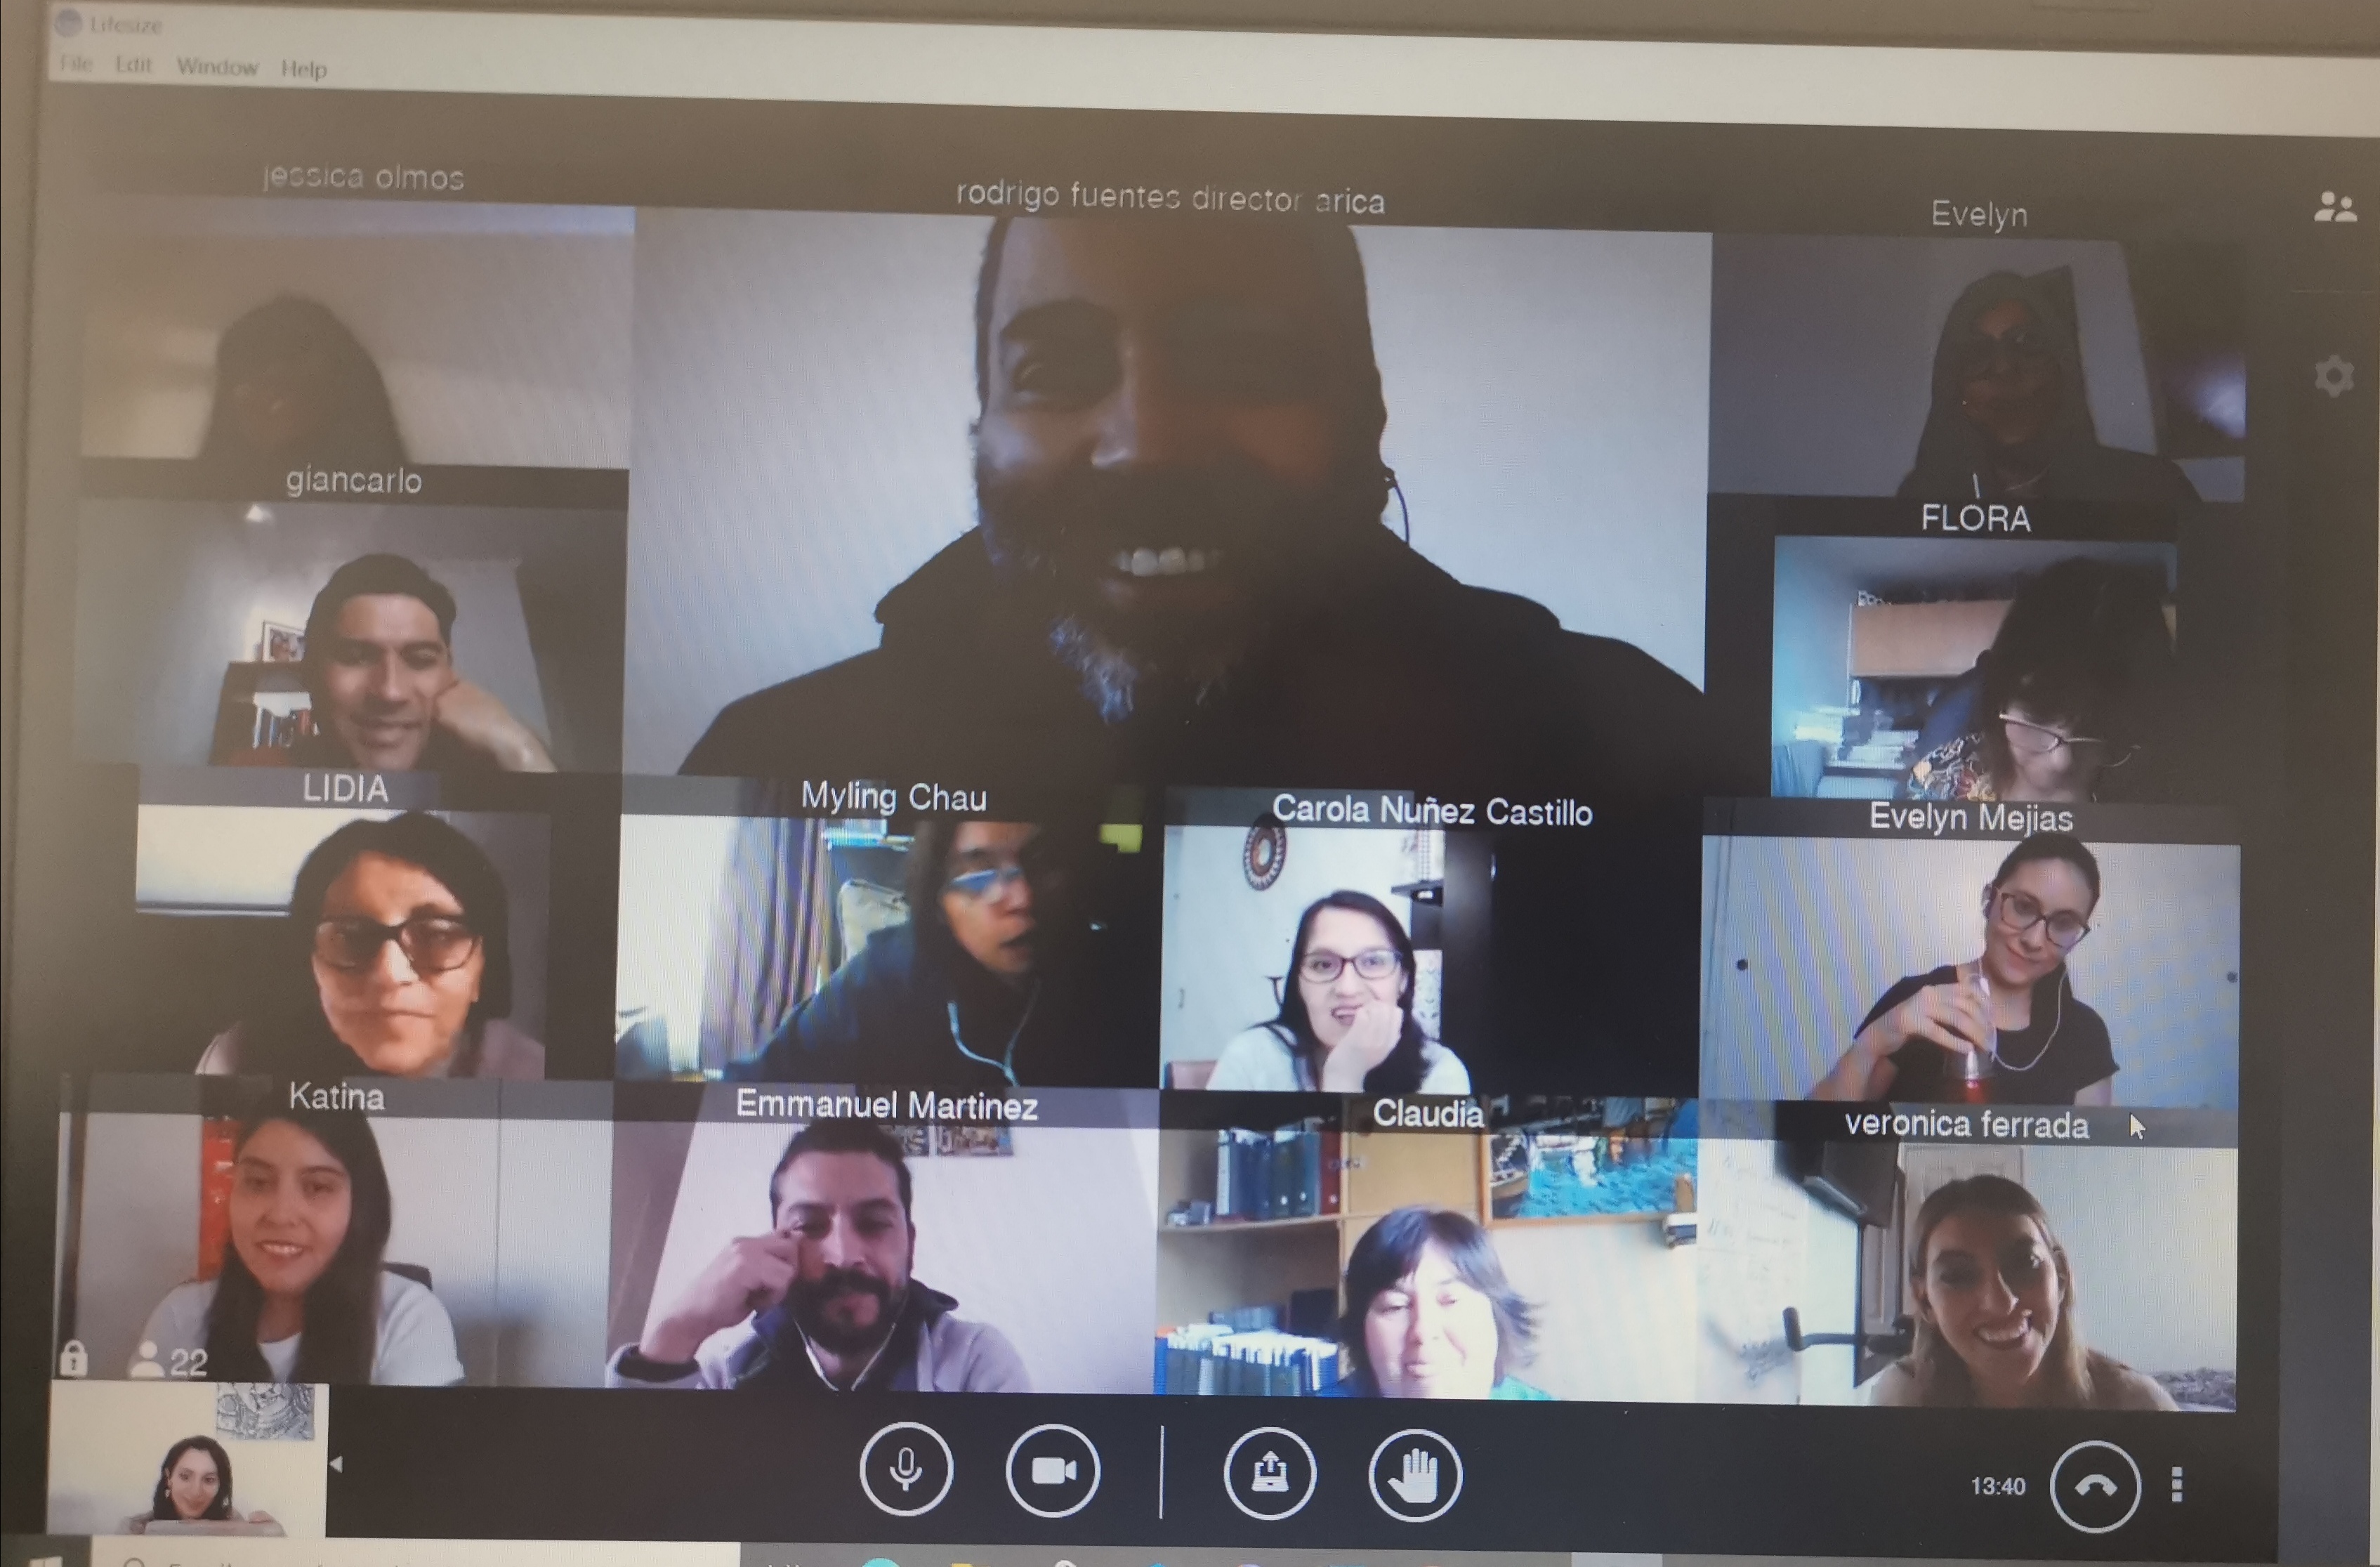 Lifesize
File Edit Window Help
jessica olmos
rodrigo fuentes director arica
Evelyn
giancarlo
FLORA
LIDIA
Myling Chau
Carola Nuñez Castillo
Evelyn Mejias
Katina
Emmanuel Martinez
Claudia
veronica ferrada
22
13:40